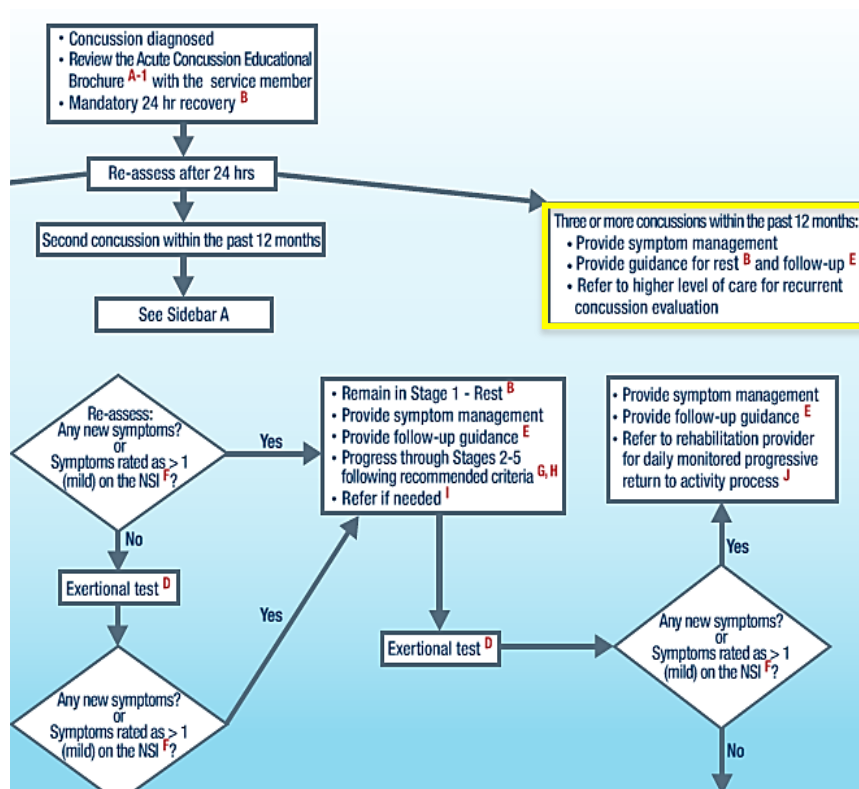 • Concussion diagnosed
• Review the Acute Concussion Educational
Brochure A-1 with the service member
• Mandatory 24 hr recovery B
Re-assess after 24 hrs
Second concussion within the past 12 months
See Sidebar A
Three or more concussions within the past 12 months:
• Provide symptom management
• Provide guidance for rest B and follow-up E
• Refer to higher level of care for recurrent
concussion evaluation
Re-assess:
Any new symptoms?
or
Symptoms rated as > 1
(mild) on the NSI F?
Yes
• Remain in Stage 1 - Rest B
• Provide symptom management
• Provide follow-up guidance E
• Progress through Stages 2-5
following recommended criteria G, H
• Refer if needed I
• Provide symptom management
• Provide follow-up guidance E
• Refer to rehabilitation provider
for daily monitored progressive
return to activity process J
No
Exertional test D
Yes
Any new symptoms?
or
Symptoms rated as > 1
(mild) on the NSI F?
Exertional test D
Yes
Any new symptoms?
or
Symptoms rated as > 1
(mild) on the NSI F?
No